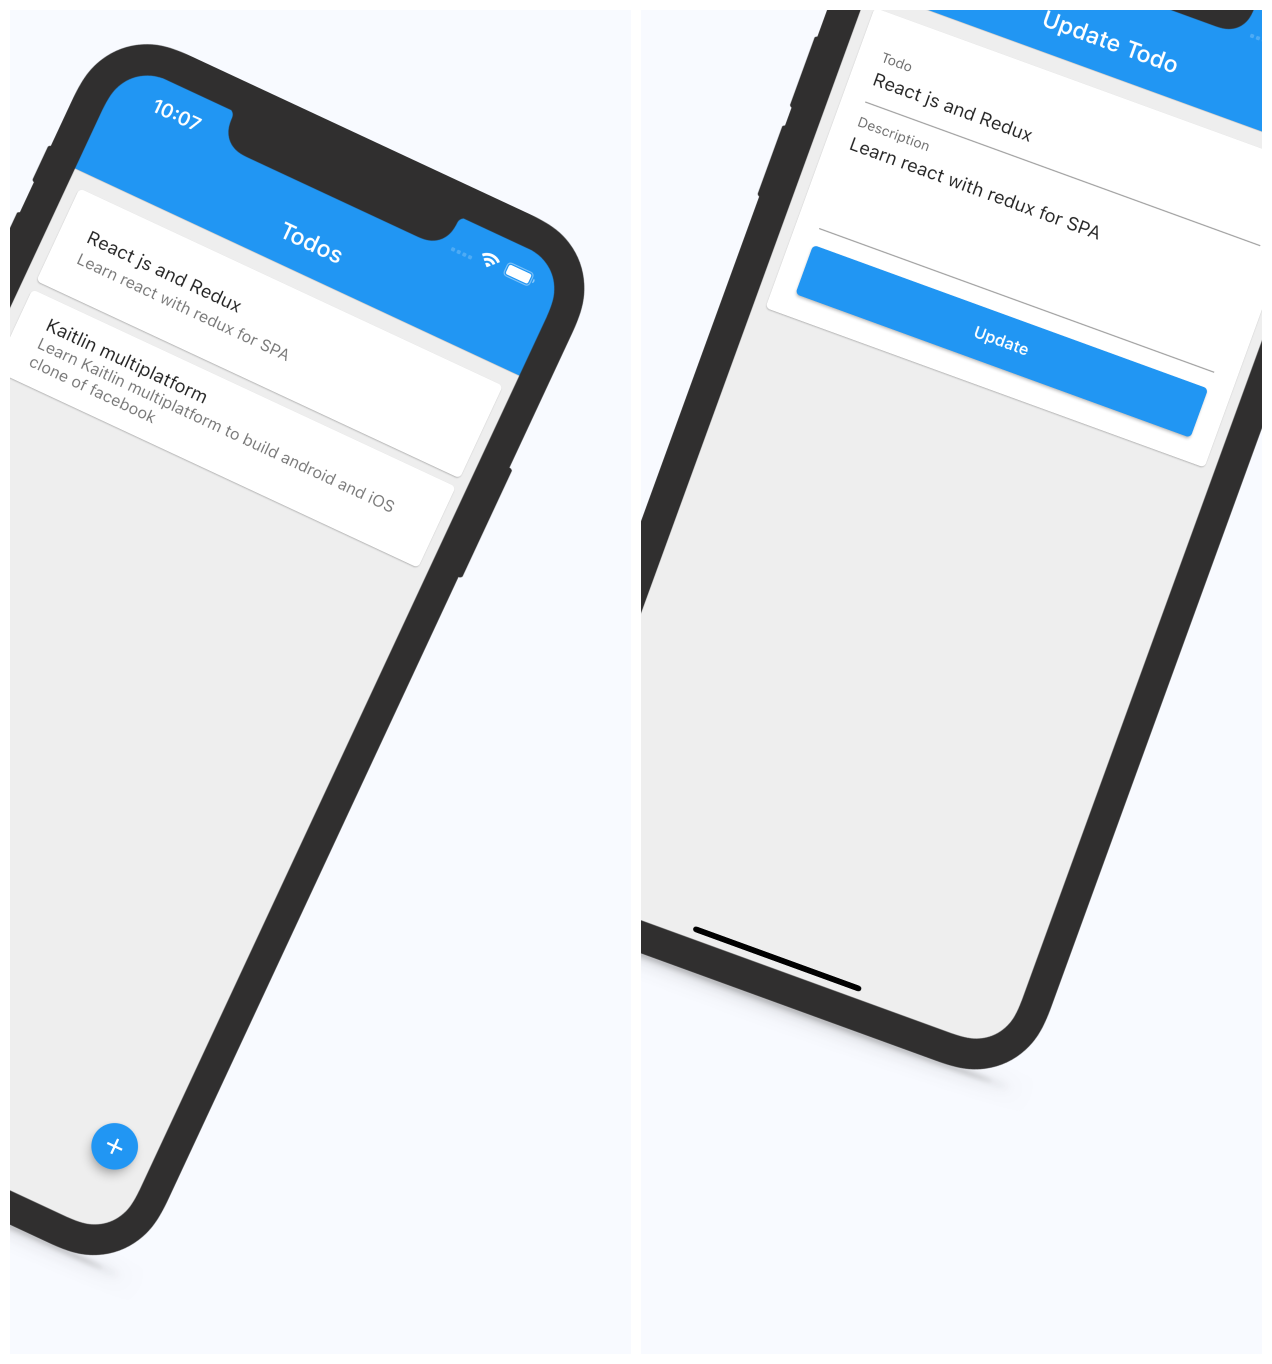 10:07
Todos
React js and Redux
Learn react with redux for SPA
Kaitlin multiplatform
Learn Kaitlin multiplatform to build android and iOS
clone of facebook
Update Todo
Todo
React js and Redux
Description
Learn react with redux for SPA
Update